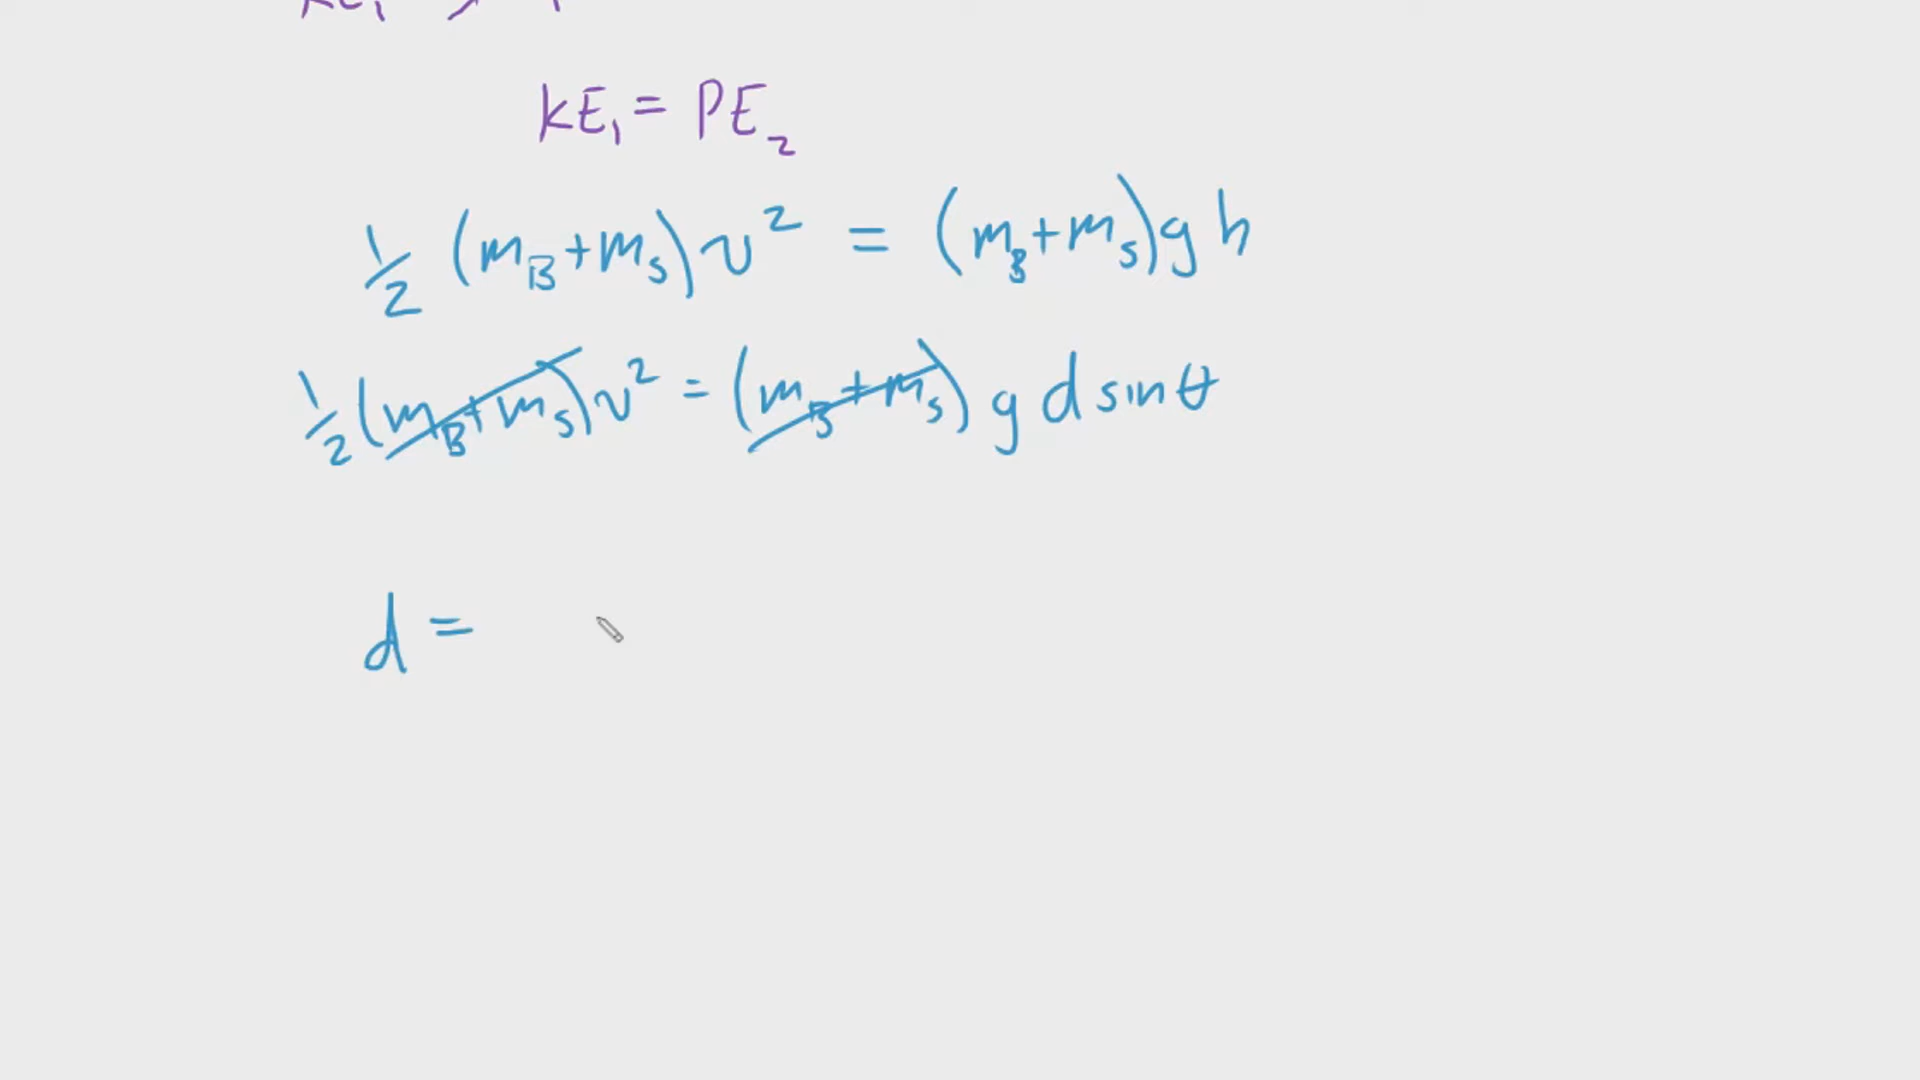 KE₁ = PE₂
½ (m_B + m_S) v² = (m_B + m_S) g h
½ (m_B + m_S) v² = (m_B + m_S) g d sin θ
d =